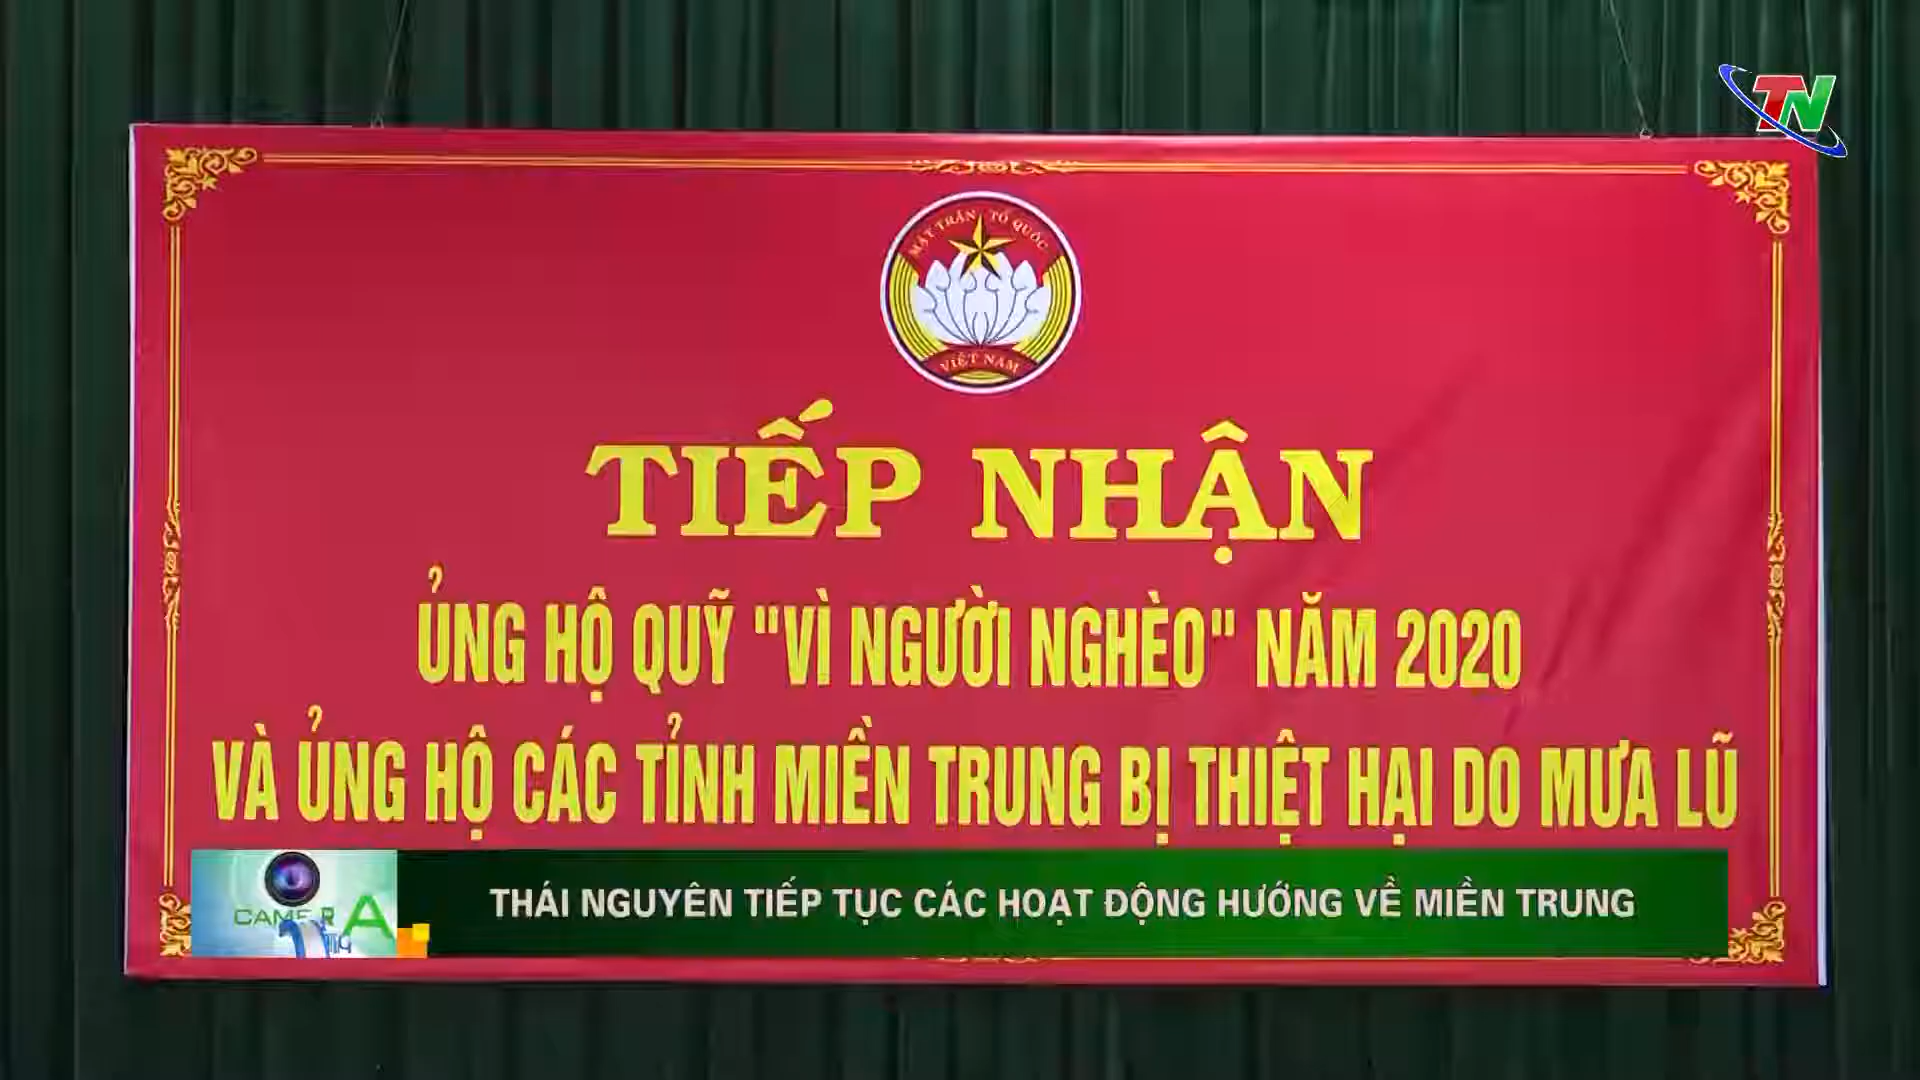 TN
MẶT TRẬN TỔ QUỐC
VIỆT NAM
TIẾP NHẬN
ỦNG HỘ QUỸ "VÌ NGƯỜI NGHÈO" NĂM 2020
VÀ ỦNG HỘ CÁC TỈNH MIỀN TRUNG BỊ THIỆT HẠI DO MƯA LŨ
CAMERA
THÁI NGUYÊN TIẾP TỤC CÁC HOẠT ĐỘNG HƯỚNG VỀ MIỀN TRUNG